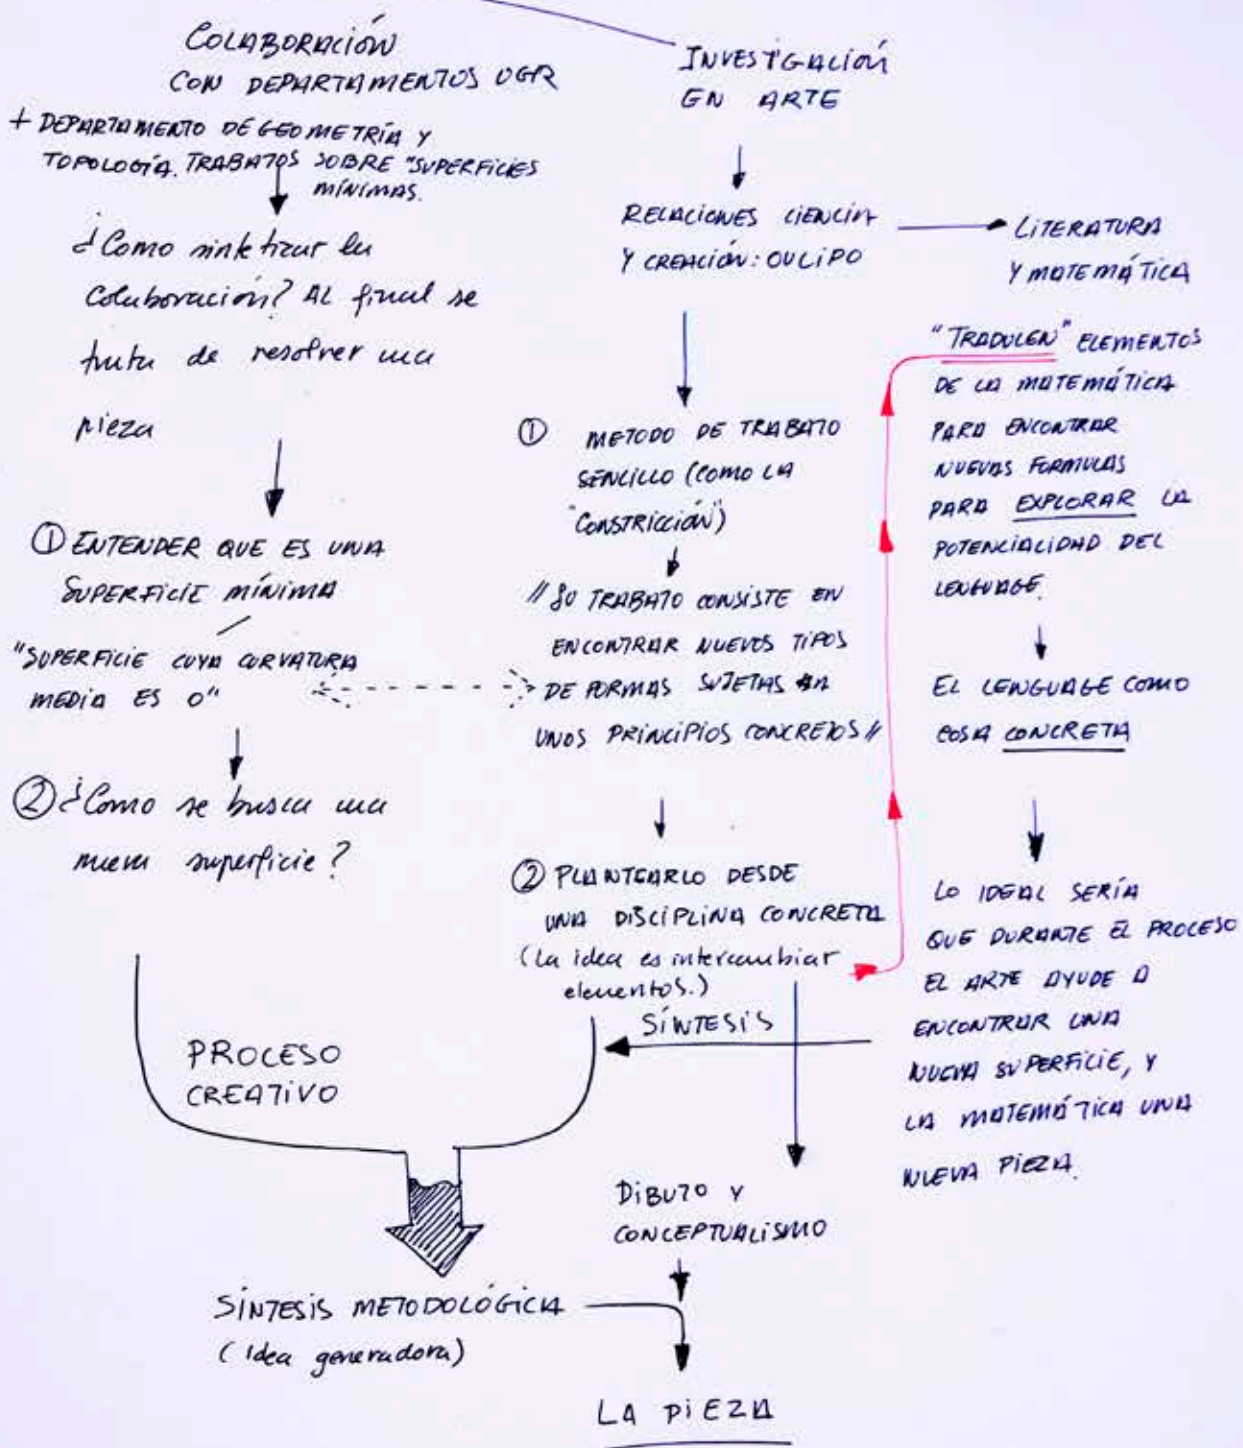 COLABORACIÓN
CON DEPARTAMENTOS UGR
+ DEPARTAMENTO DE GEOMETRÍA Y
TOPOLOGÍA. TRABAJOS SOBRE "SUPERFICIES
MÍNIMAS.
¿Como sintetizar la
colaboración? AL final se
trata de resolver una
pieza
① ENTENDER QUE ES UNA
SUPERFICIE MÍNIMA
"SUPERFICIE CUYA CURVATURA
MEDIA ES 0"
② ¿Como se busca una
nueva superficie?
PROCESO
CREATIVO
SÍNTESIS METODOLÓGICA
(Idea generadora)
INVESTIGACIÓN
EN ARTE
RELACIONES CIENCIA
Y CREACIÓN: OULIPO
① METODO DE TRABAJO
SENCILLO (COMO LA
"CONSTRICCIÓN")
// SU TRABAJO CONSISTE EN
ENCONTRAR NUEVOS TIPOS
DE FORMAS SUJETAS A
UNOS PRINCIPIOS CONCRETOS //
② PLANTEARLO DESDE
UNA DISCIPLINA CONCRETA
(La idea es intercambiar
elementos.)
SÍNTESIS
DIBUJO Y
CONCEPTUALISMO
LA PIEZA
LITERATURA
Y MATEMÁTICA
"TRADUCEN" ELEMENTOS
DE LA MATEMÁTICA
PARA ENCONTRAR
NUEVAS FORMULAS
PARA EXPLORAR LA
POTENCIALIDAD DEL
LENGUAGE.
EL LENGUAGE COMO
COSA CONCRETA
LO IDEAL SERÍA
QUE DURANTE EL PROCESO
EL ARTE AYUDE A
ENCONTRAR UNA
NUEVA SUPERFICIE, Y
LA MATEMÁTICA UNA
NUEVA PIEZA.